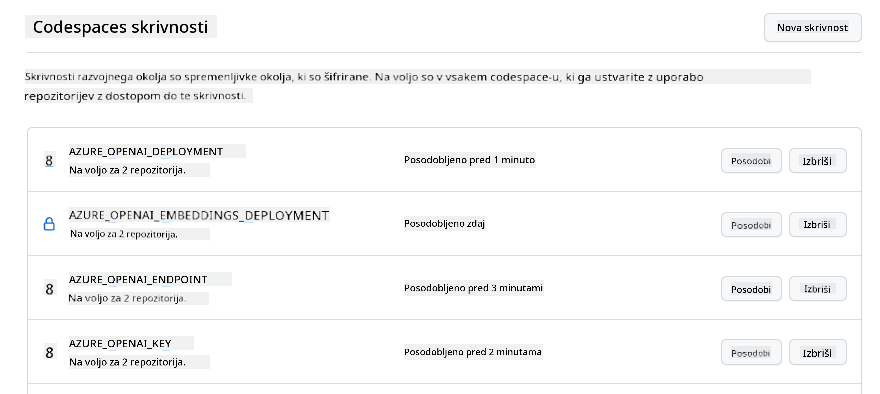 Codespaces skrivnosti
Nova skrivnost
Skrivnosti razvojnega okolja so spremenljivke okolja, ki so šifrirane. Na voljo so v vsakem codespace-u, ki ga ustvarite z uporabo
repozitorijev z dostopom do te skrivnosti.
8 AZURE_OPENAI_DEPLOYMENT
Na voljo za 2 repozitorija.
Posodobljeno pred 1 minuto
Posodobi
Izbriši
AZURE_OPENAI_EMBEDDINGS_DEPLOYMENT
Na voljo za 2 repozitorija.
Posodobljeno zdaj
Posodobi
Izbriši
8 AZURE_OPENAI_ENDPOINT
Na voljo za 2 repozitorija.
Posodobljeno pred 3 minutami
Posodobi
Izbriši
8 AZURE_OPENAI_KEY
Na voljo za 2 repozitorija.
Posodobljeno pred 2 minutama
Posodobi
Izbriši